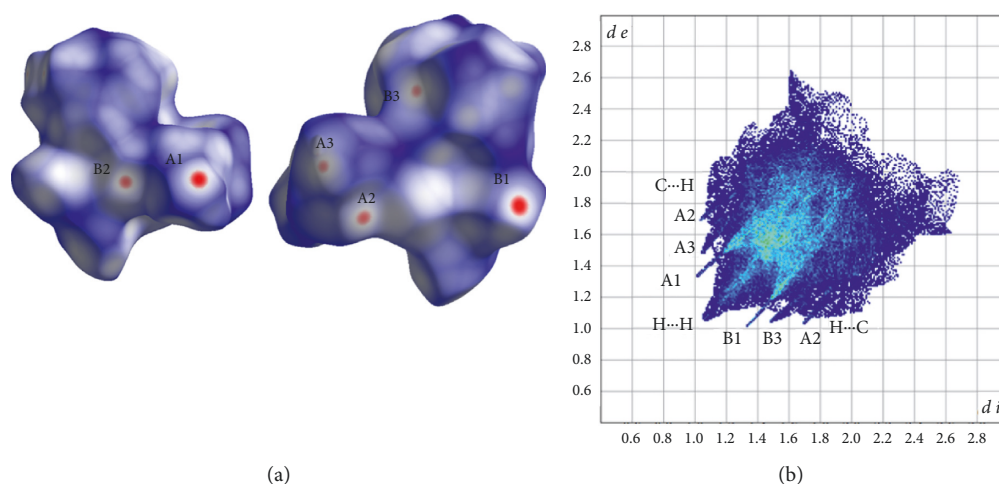 B2
A1
B3
A3
A2
B1
(a)
d e
2.8
2.6
2.4
2.2
2.0
1.8
1.6
1.4
1.2
1.0
0.8
0.6
C···H
A2
A3
A1
H···H
B1
B3
A2
H···C
d i
0.6 0.8 1.0 1.2 1.4 1.6 1.8 2.0 2.2 2.4 2.6 2.8
(b)